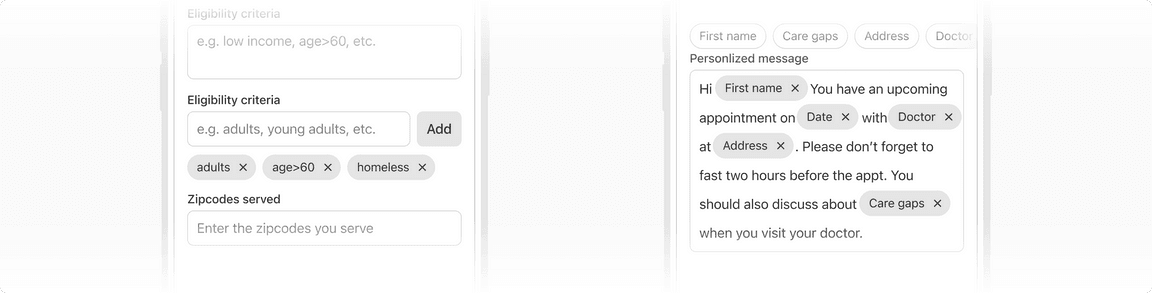 Eligibility criteria
e.g. low income, age>60, etc.
Eligibility criteria
e.g. adults, young adults, etc.
Add
adults ✕ age>60 ✕ homeless ✕
Zipcodes served
Enter the zipcodes you serve
First name Care gaps Address Doctor
Personlized message
Hi First name ✕ You have an upcoming
appointment on Date ✕ with Doctor ✕
at Address ✕ . Please don't forget to
fast two hours before the appt. You
should also discuss about Care gaps ✕
when you visit your doctor.